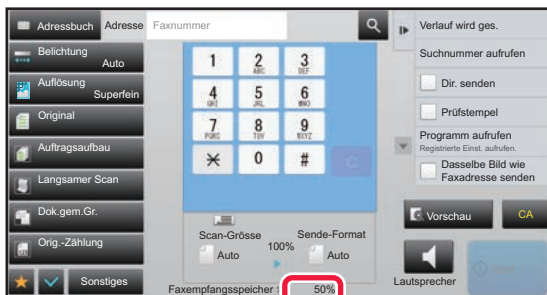 Adressbuch Adresse Faxnummer
Belichtung
Auto
Auflösung
Superfein
Original
Auftragsaufbau
Langsamer Scan
Dok.gem.Gr.
Orig.-Zählung
Sonstiges
1 2 ABC 3 DEF
4 GHI 5 JKL 6 MNO
7 PQRS 8 TUV 9 WXYZ
0 #
C
Scan-Grösse
Auto
100%
Sende-Format
Auto
Faxempfangsspeicher : 50%
Verlauf wird ges.
Suchnummer aufrufen
Dir. senden
Prüfstempel
Programm aufrufen
Registrierte Einst. aufrufen.
Dasselbe Bild wie
Faxadresse senden
Vorschau CA
Lautsprecher
Start